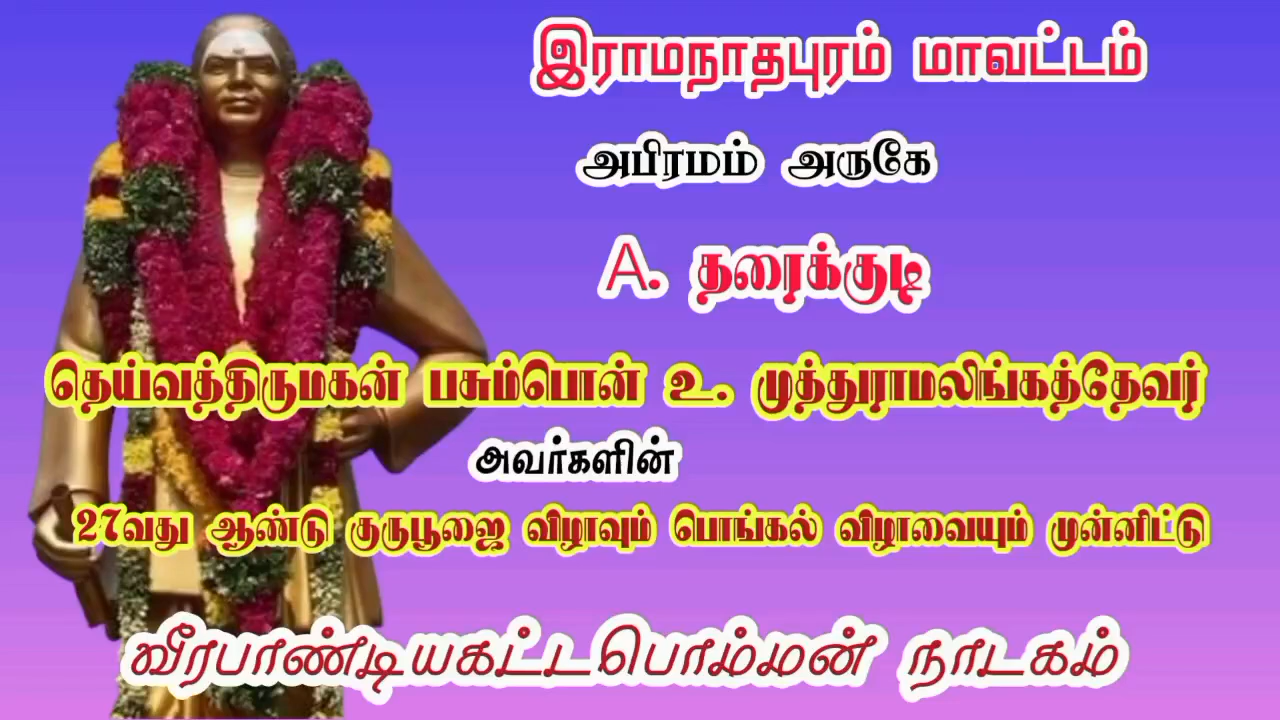 இராமநாதபுரம் மாவட்டம்
அபிரமம் அருகே
A. தரைக்குடி
தெய்வத்திருமகன் பசும்பொன் உ. முத்துராமலிங்கத்தேவர்
அவர்களின்
27வது ஆண்டு குருபூஜை விழாவும் பொங்கல் விழாவையும் முன்னிட்டு
வீரபாண்டியகட்டபொம்மன் நாடகம்